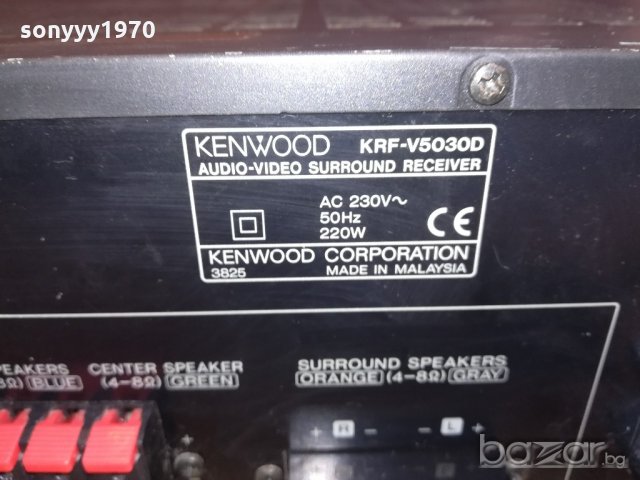 sonyyy1970
KENWOOD KRF-V5030D
AUDIO-VIDEO SURROUND RECEIVER
AC 230V~
50Hz
220W
CE
KENWOOD CORPORATION
3825 MADE IN MALAYSIA
CENTER SPEAKER
BLUE (4-8Ω) GREEN
SURROUND SPEAKERS
ORANGE (4-8Ω) GRAY
+ R - - L +
bazar.bg